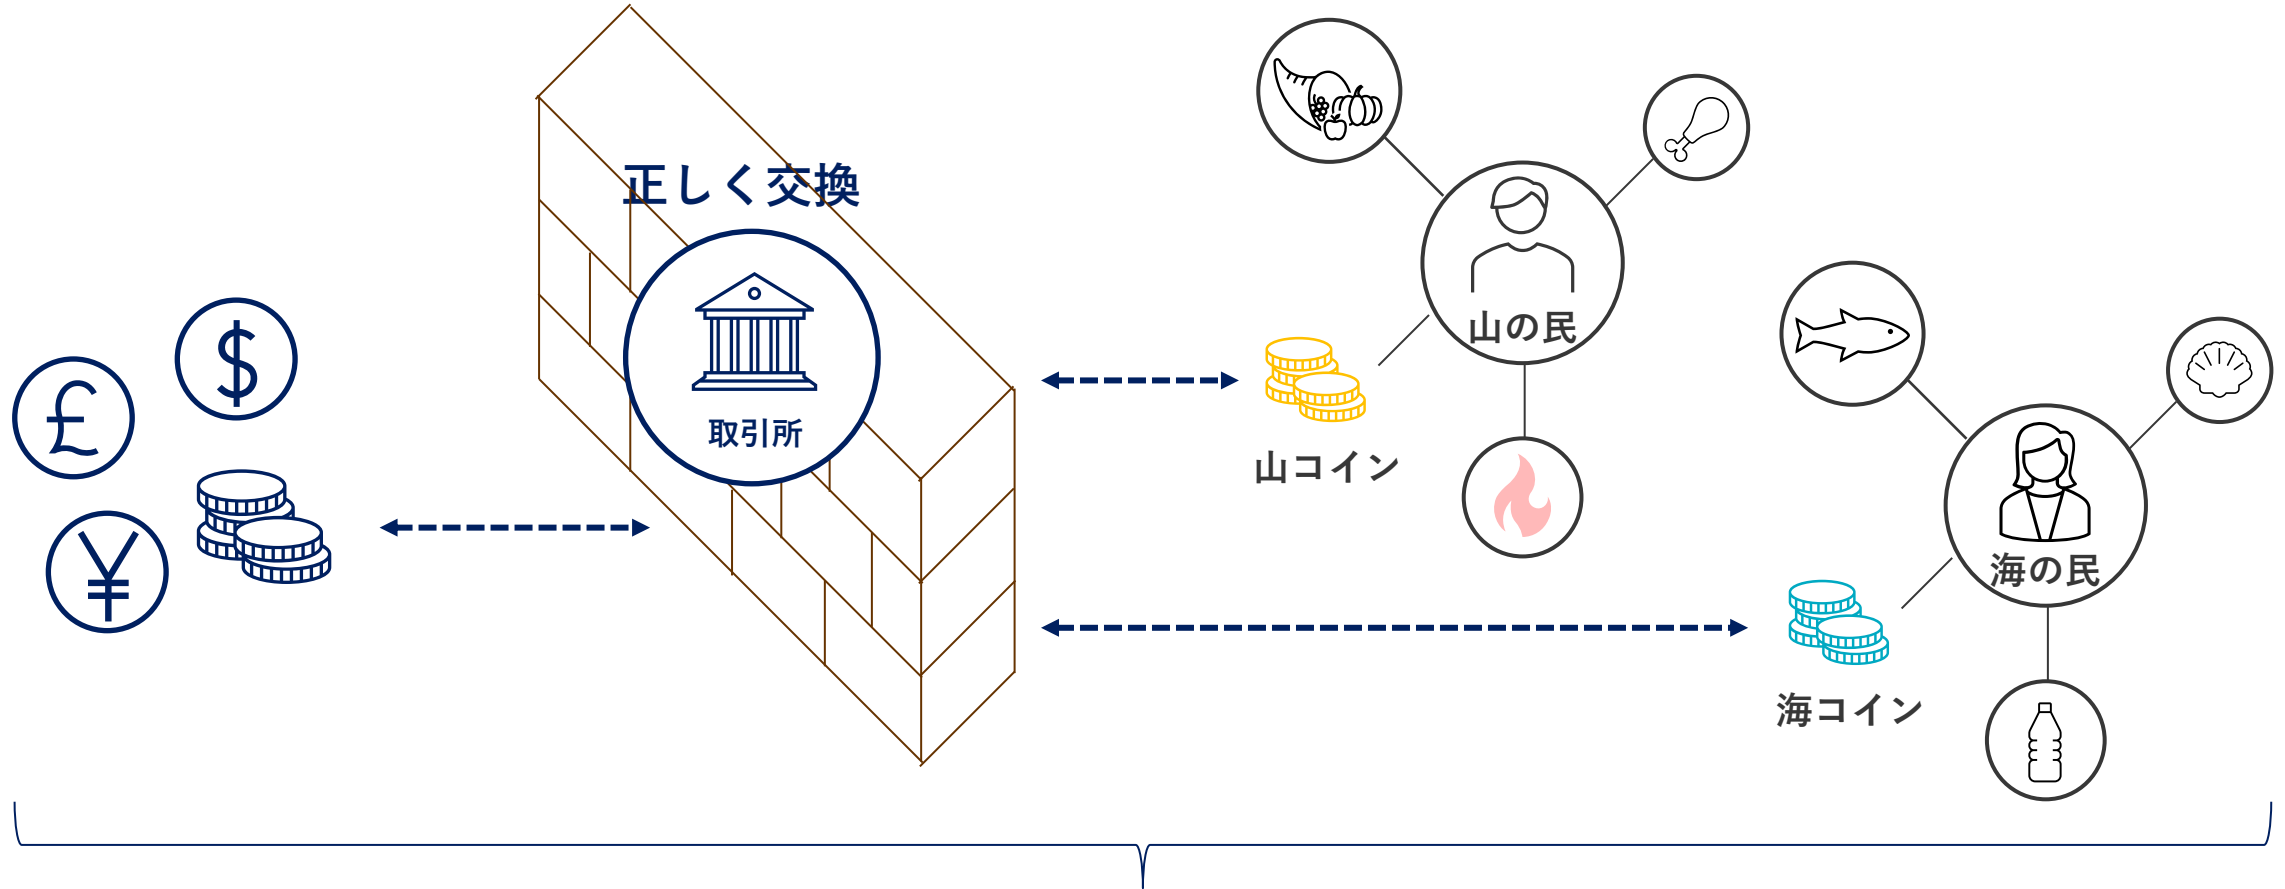 正しく交換
取引所
$
£
¥
山の民
山コイン
海の民
海コイン